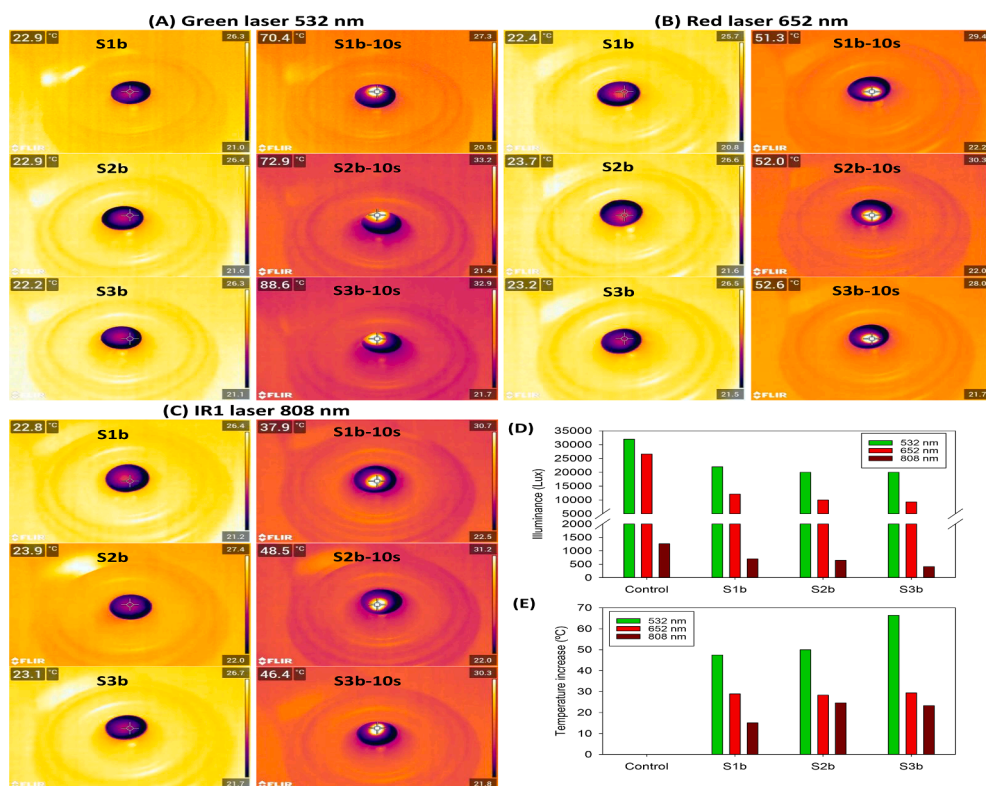 (A) Green laser 532 nm
(B) Red laser 652 nm
22.9 °C S1b 26.3
FLIR 21.0
70.4 °C S1b-10s 27.3
20.5
22.4 °C S1b 25.7
20.8
51.3 °C S1b-10s 29.4
22.2
22.9 °C S2b 26.4
21.6
72.9 °C S2b-10s 33.2
FLIR 21.4
23.7 °C S2b 26.6
FLIR 21.6
52.0 °C S2b-10s 30.3
FLIR 22.0
22.2 °C S3b 26.3
FLIR 21.1
88.6 °C S3b-10s 32.9
FLIR 21.7
23.2 °C S3b 26.5
FLIR 21.5
52.6 °C S3b-10s 28.0
FLIR 21.7
(C) IR1 laser 808 nm
22.8 °C S1b 26.4
FLIR 21.2
37.9 °C S1b-10s 30.7
FLIR 22.5
23.9 °C S2b 27.4
FLIR 22.0
48.5 °C S2b-10s 31.2
FLIR 22.0
23.1 °C S3b 26.7
FLIR 21.7
46.4 °C S3b-10s 30.3
FLIR 21.8
(D)
Illuminance (Lux)
35000
30000
25000
20000
15000
10000
5000
2000
1500
1000
500
0
532 nm
652 nm
808 nm
Control S1b S2b S3b
(E)
Temperature increase (ºC)
70
60
50
40
30
20
10
0
532 nm
652 nm
808 nm
Control S1b S2b S3b